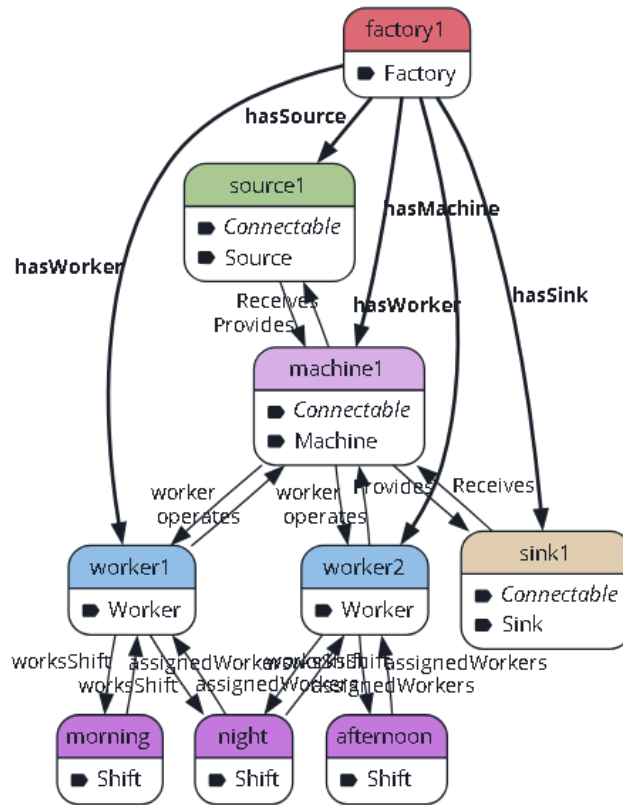 factory1
Factory
hasSource
source1
Connectable
Source
hasMachine
hasWorker
hasWorker
hasSink
Receives
Provides
machine1
Connectable
Machine
worker
operates
worker
operates
Provides
Receives
worker1
Worker
worker2
Worker
sink1
Connectable
Sink
worksShift
worksShift
assignedWorkers
assignedWorkers
worksShift
assignedWorkers
assignedWorkers
morning
Shift
night
Shift
afternoon
Shift